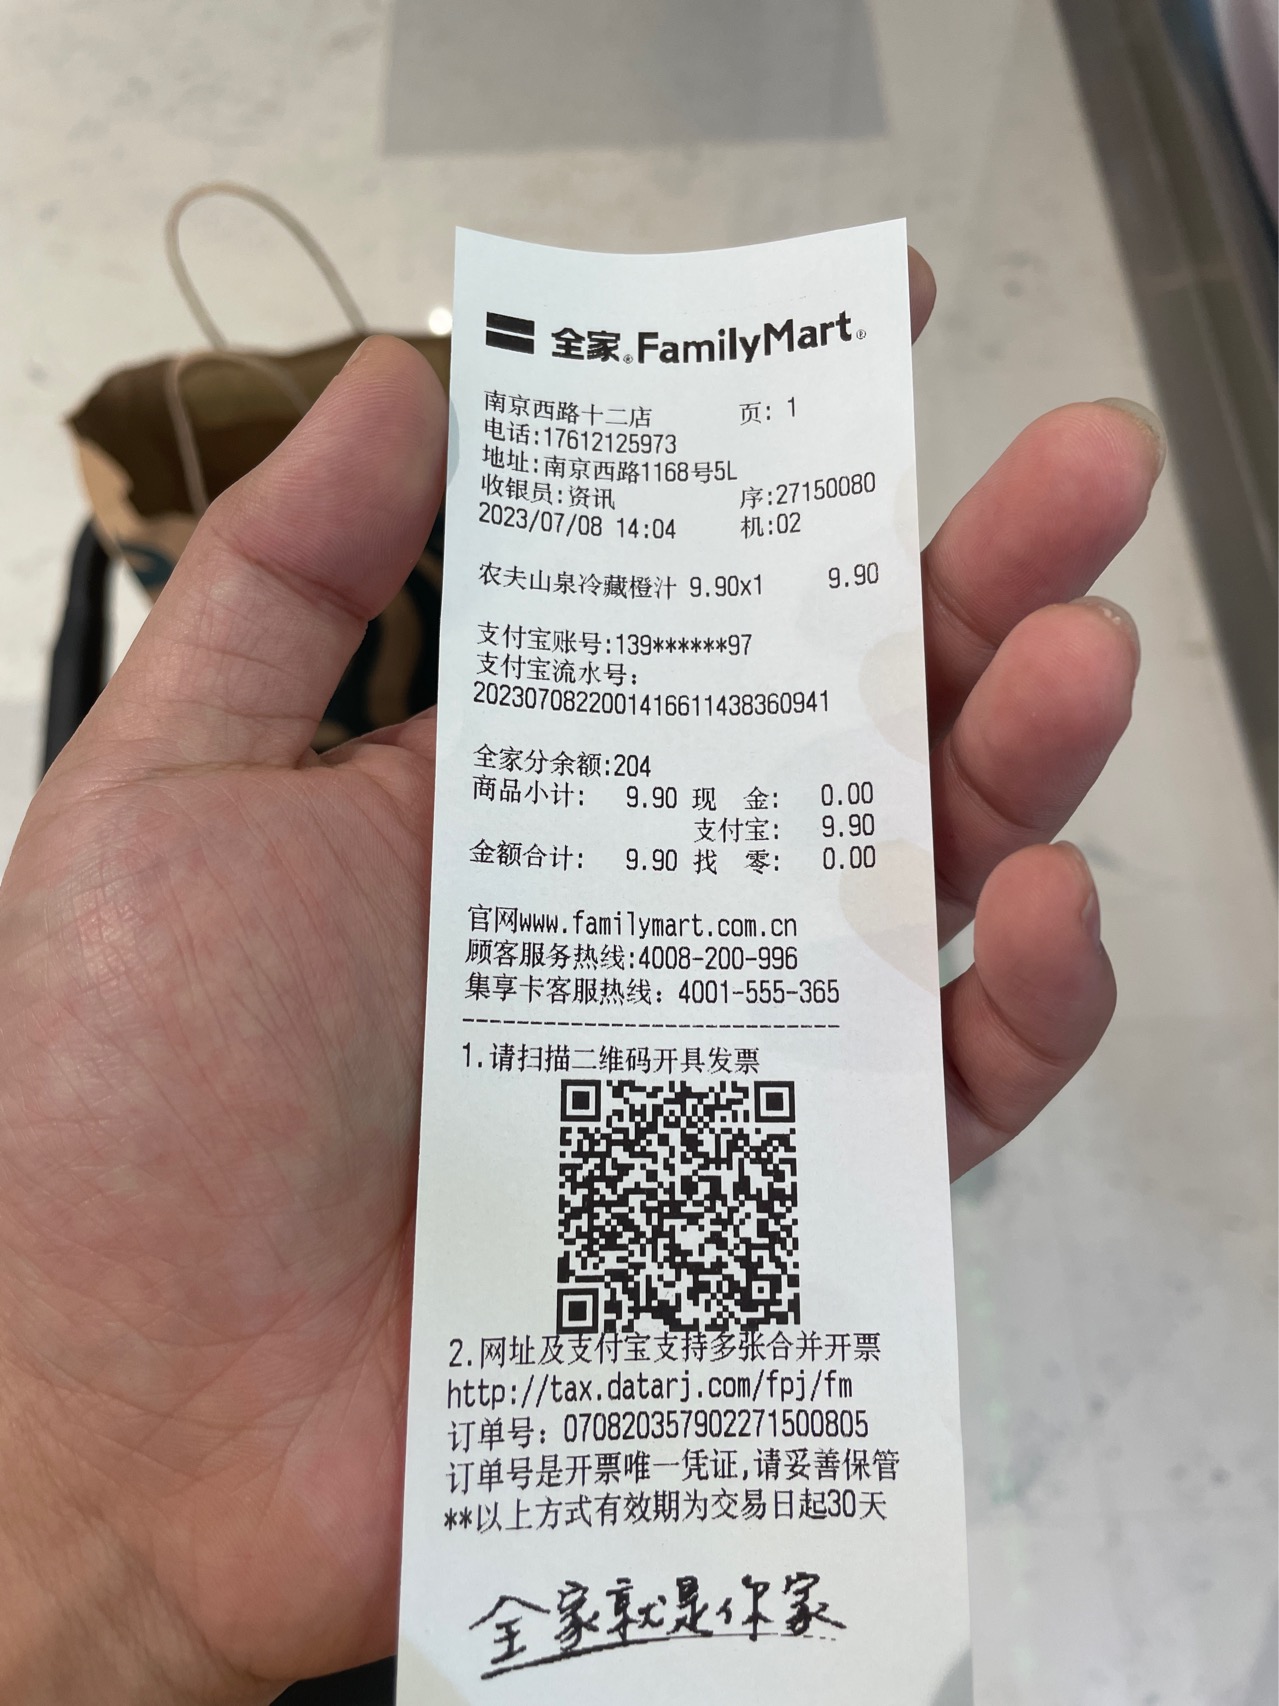 全家®FamilyMart®
南京西路十二店 页: 1
电话:17612125973
地址:南京西路1168号5L
收银员:资讯 序:27150080
2023/07/08 14:04 机:02
农夫山泉冷藏橙汁 9.90x1 9.90
支付宝账号:139******97
支付宝流水号:
2023070822001416611438360941
全家分余额:204
商品小计: 9.90 现 金: 0.00
支付宝: 9.90
金额合计: 9.90 找 零: 0.00
官网www.familymart.com.cn
顾客服务热线:4008-200-996
集享卡客服热线: 4001-555-365
----------------------------
1.请扫描二维码开具发票
2.网址及支付宝支持多张合并开票
http://tax.datarj.com/fpj/fm
订单号: 070820357902271500805
订单号是开票唯一凭证,请妥善保管
**以上方式有效期为交易日起30天
全家就是你家